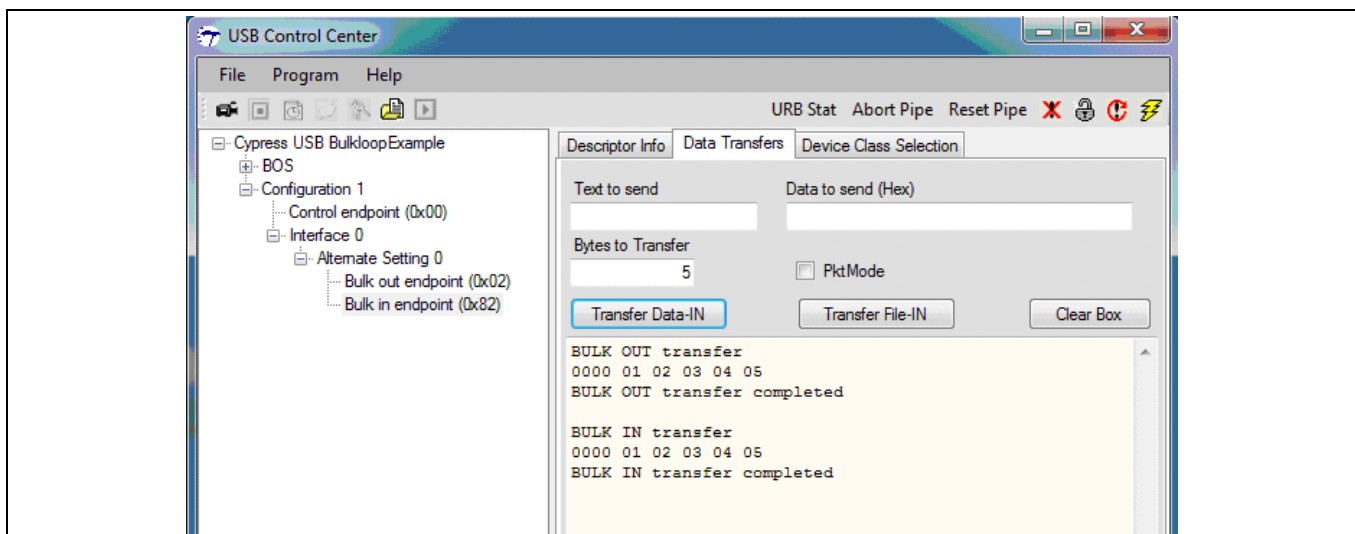 USB Control Center
File Program Help
URB Stat Abort Pipe Reset Pipe
Cypress USB BulkloopExample
BOS
Configuration 1
Control endpoint (0x00)
Interface 0
Alternate Setting 0
Bulk out endpoint (0x02)
Bulk in endpoint (0x82)
Descriptor Info Data Transfers Device Class Selection
Text to send Data to send (Hex)
Bytes to Transfer
5 PktMode
Transfer Data-IN Transfer File-IN Clear Box
BULK OUT transfer
0000 01 02 03 04 05
BULK OUT transfer completed
BULK IN transfer
0000 01 02 03 04 05
BULK IN transfer completed